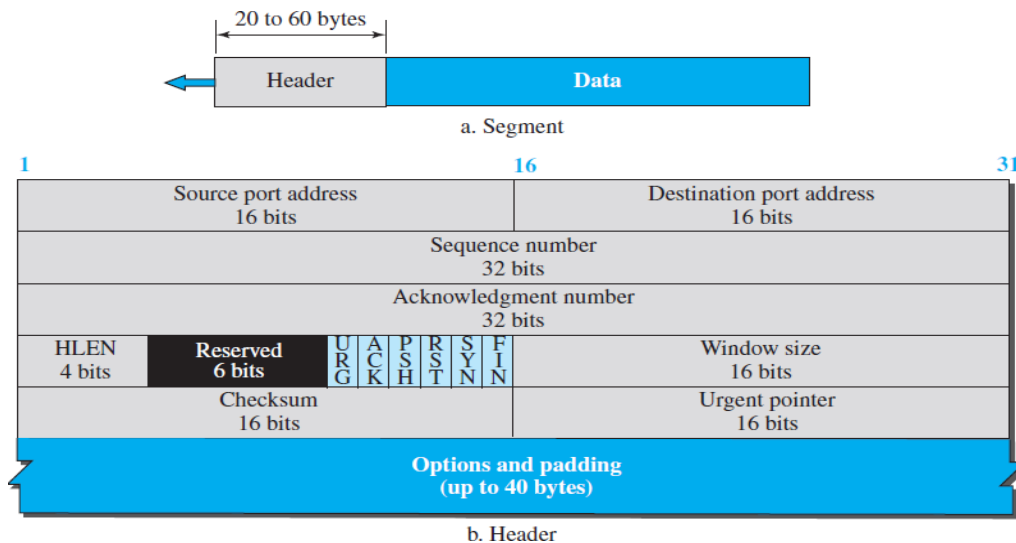 20 to 60 bytes
Header Data
a. Segment
1 16 31
Source port address Destination port address
16 bits 16 bits
Sequence number
32 bits
Acknowledgment number
32 bits
HLEN Reserved URG ACK PSH RST SYN FIN Window size
4 bits 6 bits 16 bits
Checksum Urgent pointer
16 bits 16 bits
Options and padding
(up to 40 bytes)
b. Header